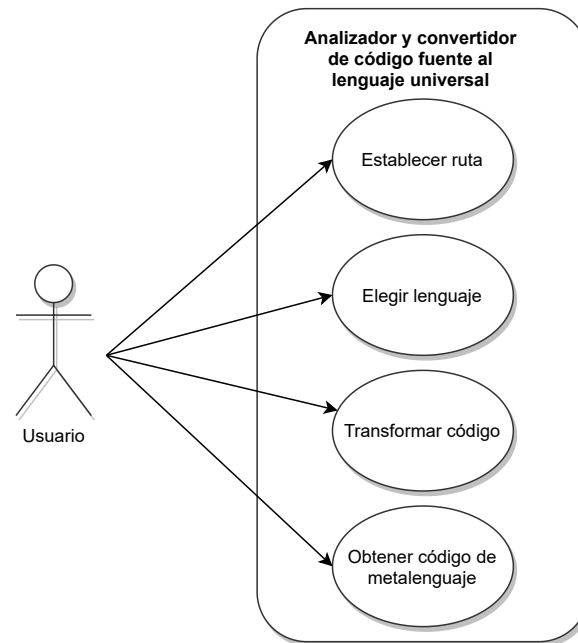 Analizador y convertidor
de código fuente al
lenguaje universal
Establecer ruta
Elegir lenguaje
Usuario
Transformar código
Obtener código de
metalenguaje